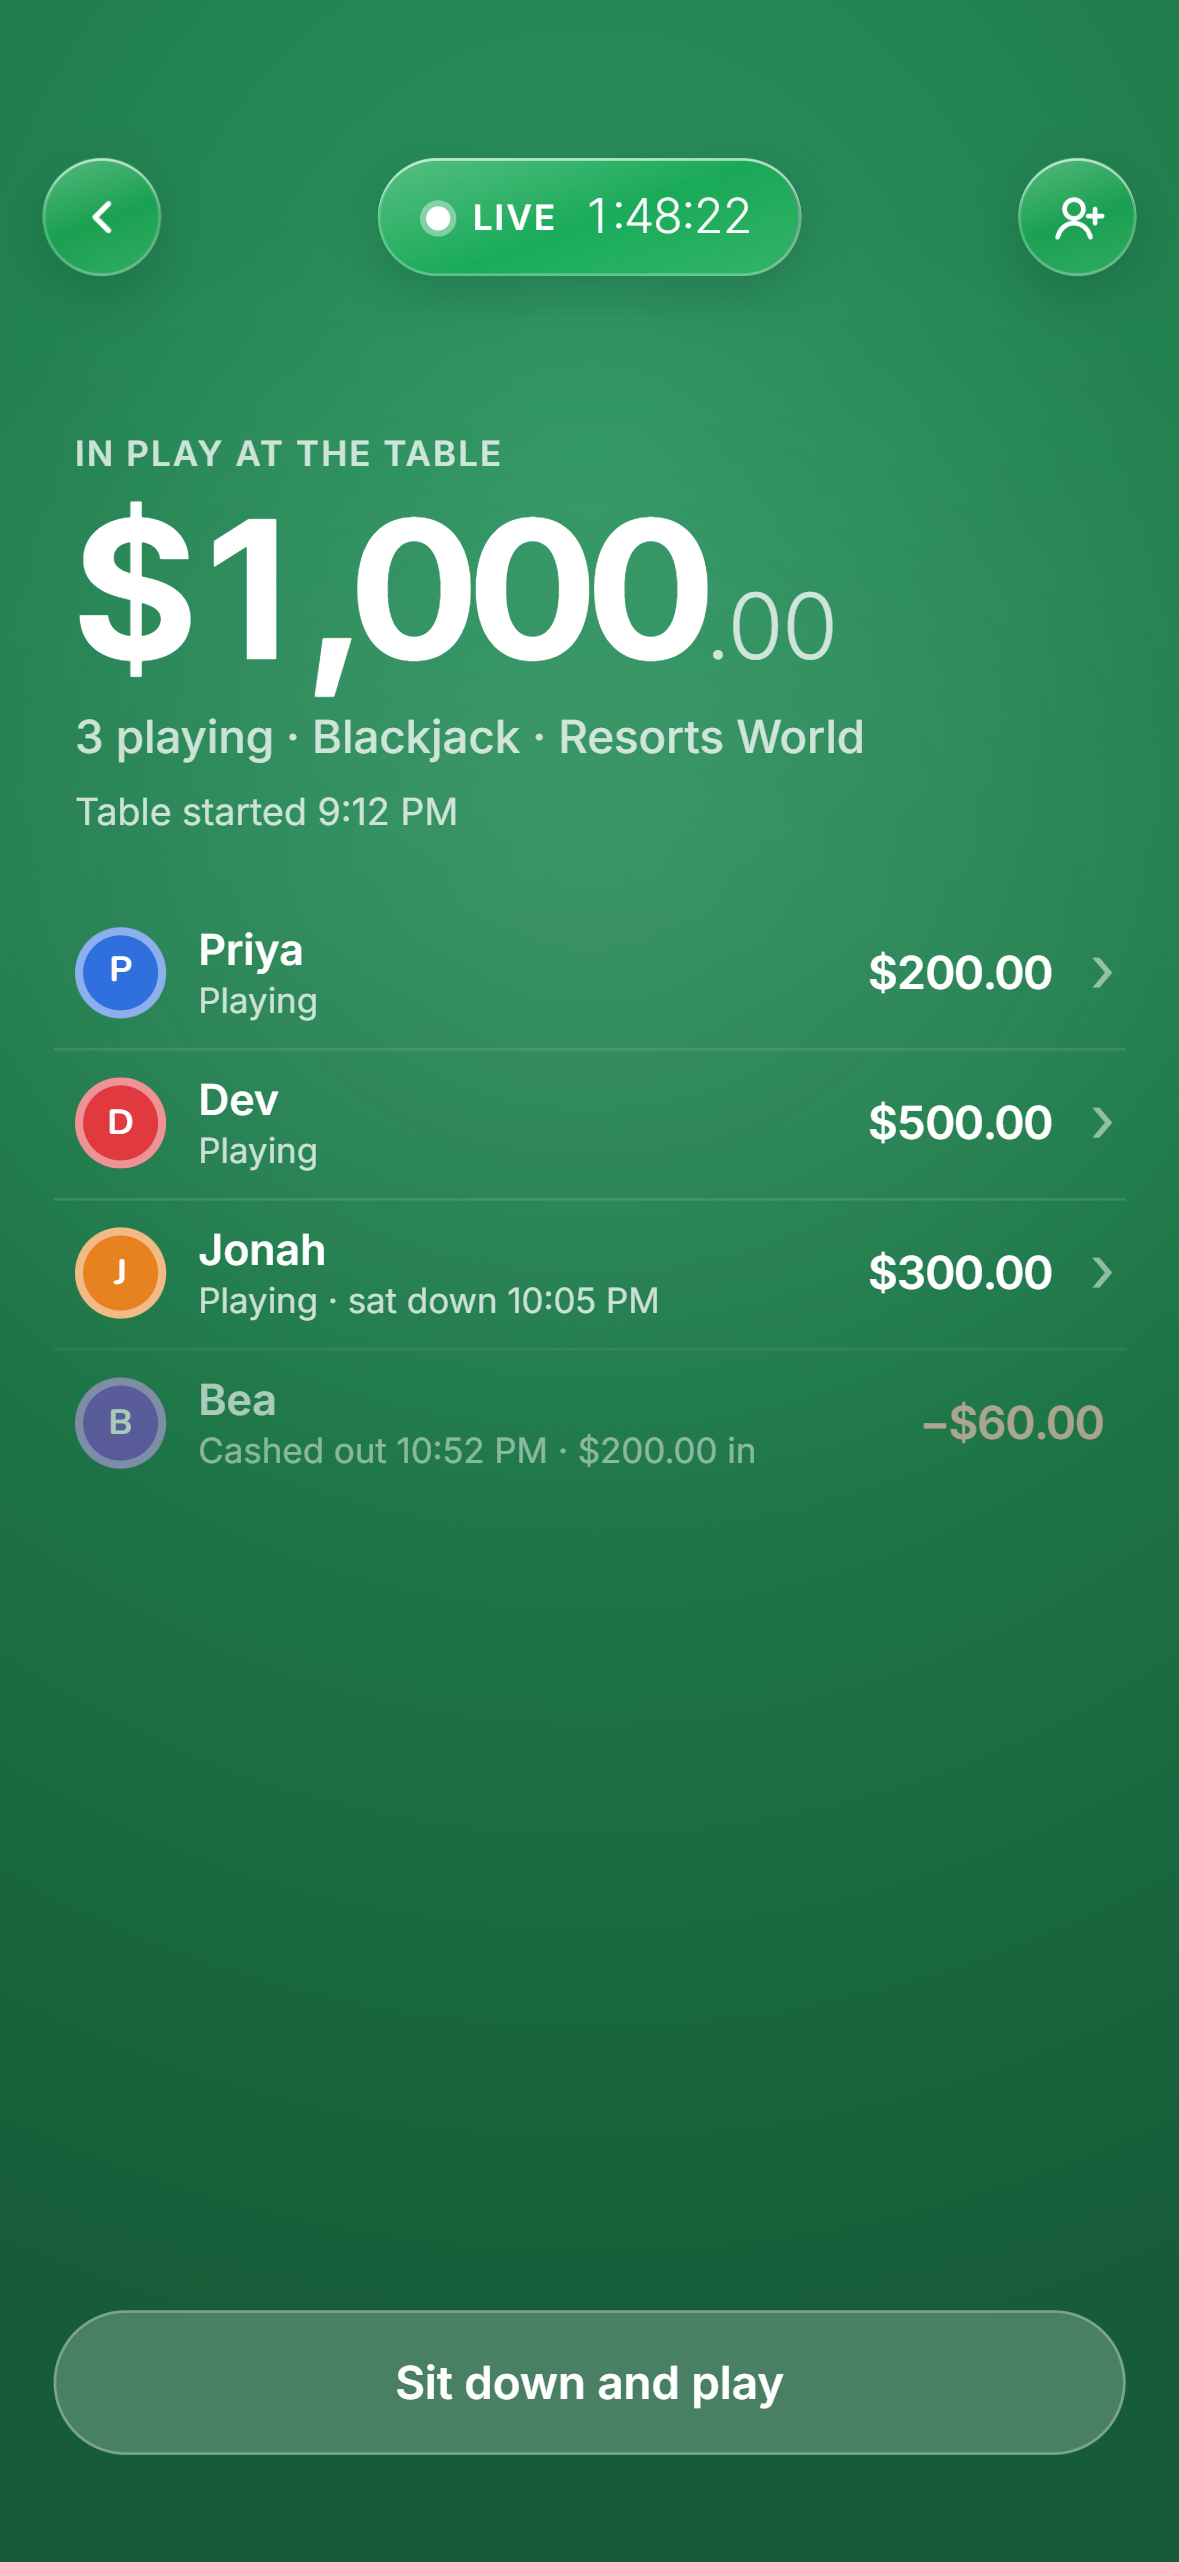 LIVE 1:48:22
IN PLAY AT THE TABLE
$1,000.00
3 playing · Blackjack · Resorts World
Table started 9:12 PM
P
Priya
Playing
$200.00
D
Dev
Playing
$500.00
J
Jonah
Playing · sat down 10:05 PM
$300.00
B
Bea
Cashed out 10:52 PM · $200.00 in
–$60.00
Sit down and play